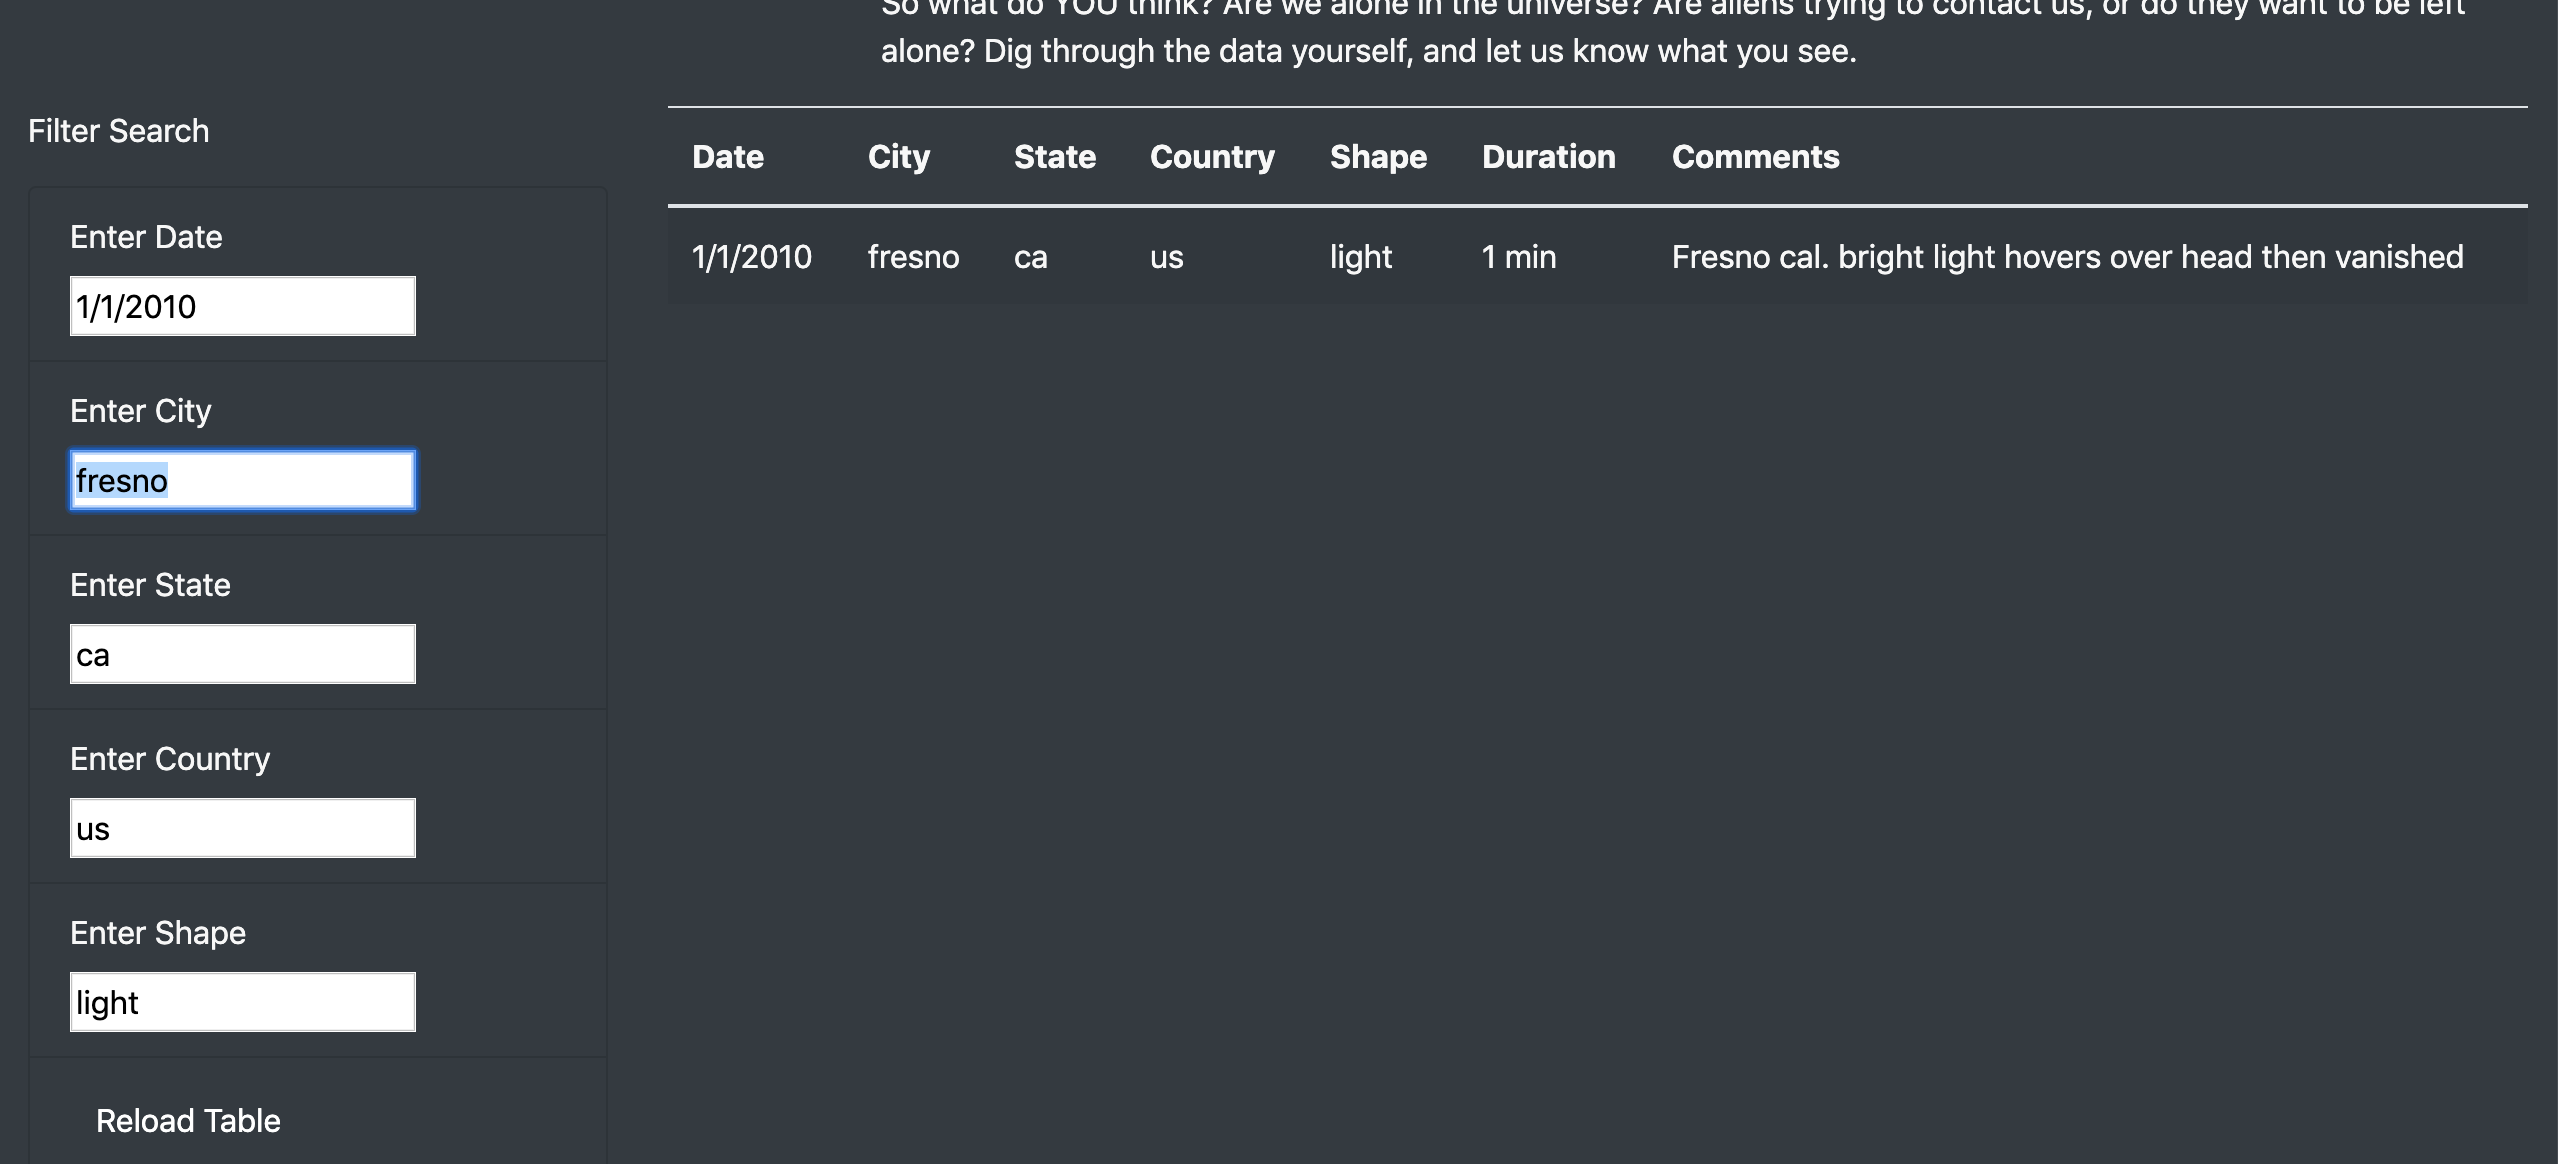 So what do YOU think? Are we alone in the universe? Are aliens trying to contact us, or do they want to be left
alone? Dig through the data yourself, and let us know what you see.
Filter Search
Enter Date
1/1/2010
Enter City
fresno
Enter State
ca
Enter Country
us
Enter Shape
light
Reload Table
Date City State Country Shape Duration Comments
1/1/2010 fresno ca us light 1 min Fresno cal. bright light hovers over head then vanished